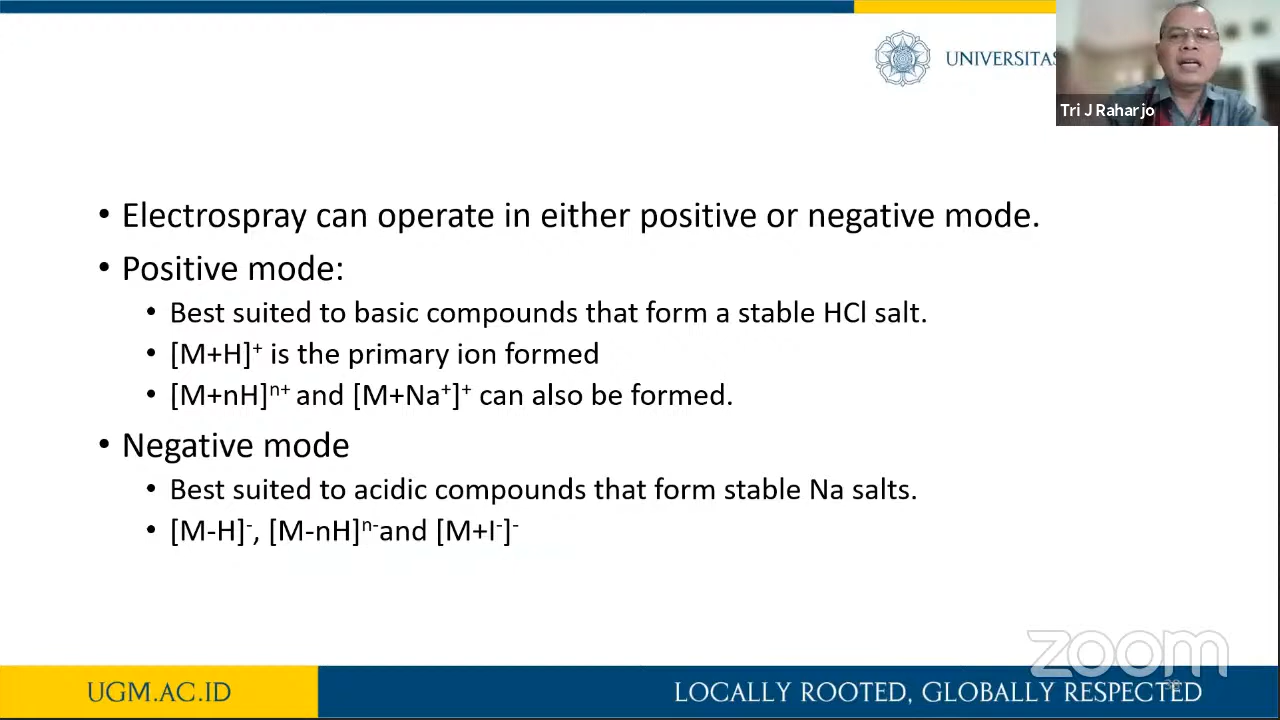 UNIVERSITAS
Tri J Raharjo
• Electrospray can operate in either positive or negative mode.
• Positive mode:
• Best suited to basic compounds that form a stable HCl salt.
• [M+H]⁺ is the primary ion formed
• [M+nH]ⁿ⁺ and [M+Na⁺]⁺ can also be formed.
• Negative mode
• Best suited to acidic compounds that form stable Na salts.
• [M-H]⁻, [M-nH]ⁿ⁻and [M+I⁻]⁻
zoom
UGM.AC.ID
LOCALLY ROOTED, GLOBALLY RESPECTED